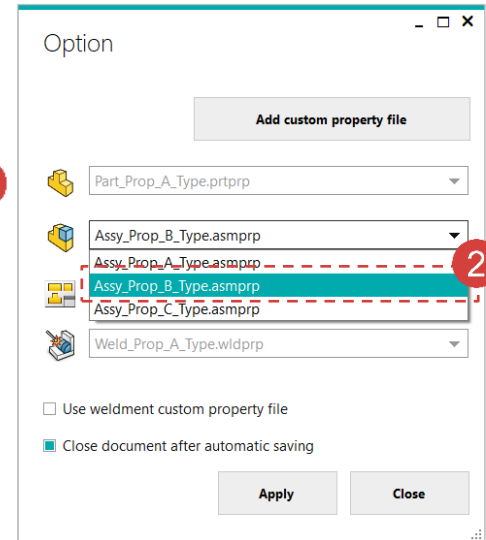 Option
Add custom property file
Part_Prop_A_Type.prtprp
Assy_Prop_B_Type.asmprp
Assy_Prop_A_Type.asmprp
2
Assy_Prop_B_Type.asmprp
Assy_Prop_C_Type.asmprp
Weld_Prop_A_Type.wldprp
Use weldment custom property file
Close document after automatic saving
Apply
Close